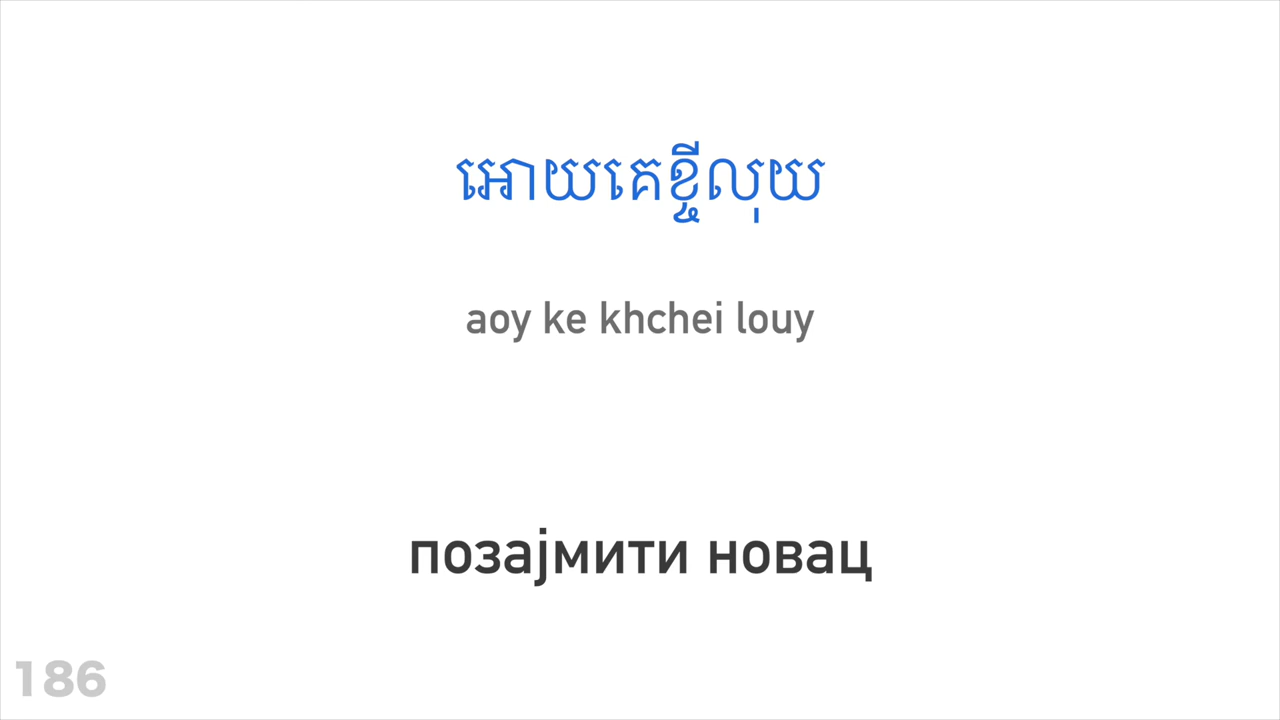 អោយគេខ្ចីលុយ
aoy ke khchei louy
позајмити новац
186